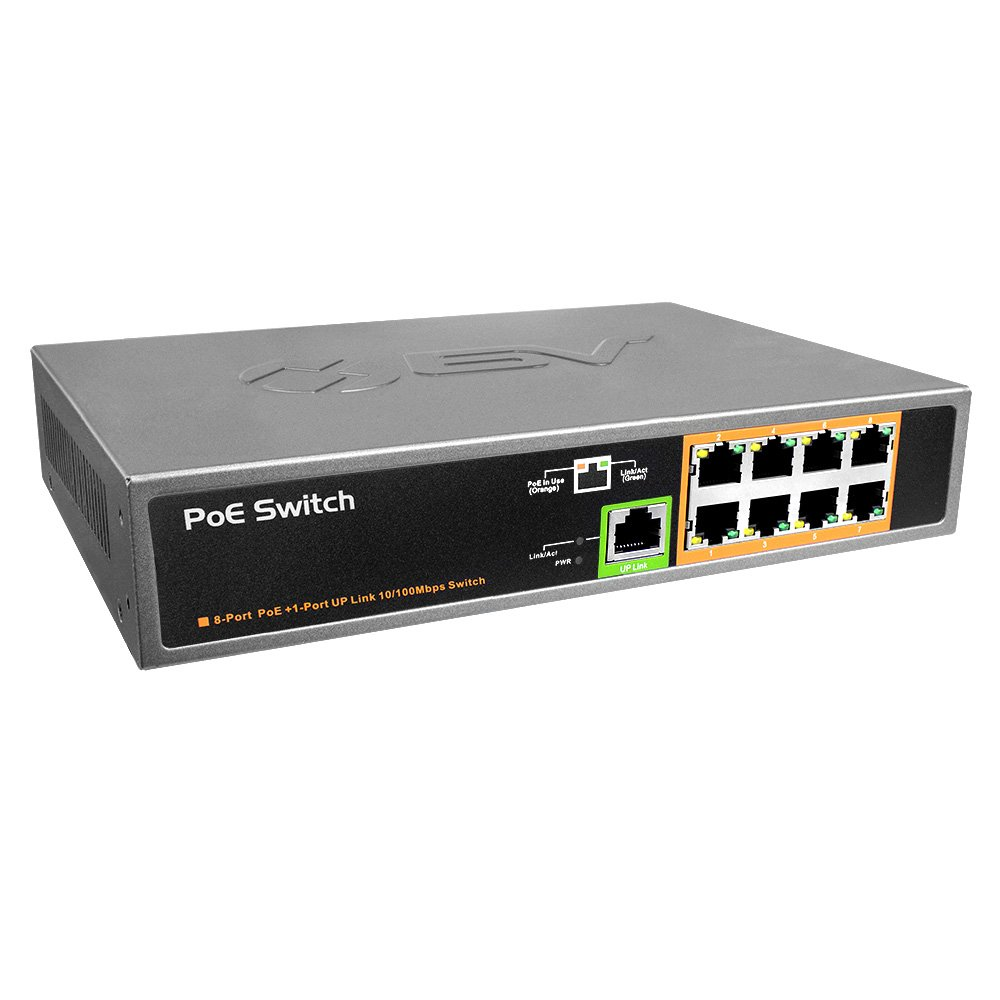 BV
PoE Switch
8-Port PoE +1-Port UP Link 10/100Mbps Switch
PoE In Use
(Orange)
Link/Act
(Green)
Link/Act
PWR
UP Link
2 4 6 8
1 3 5 7